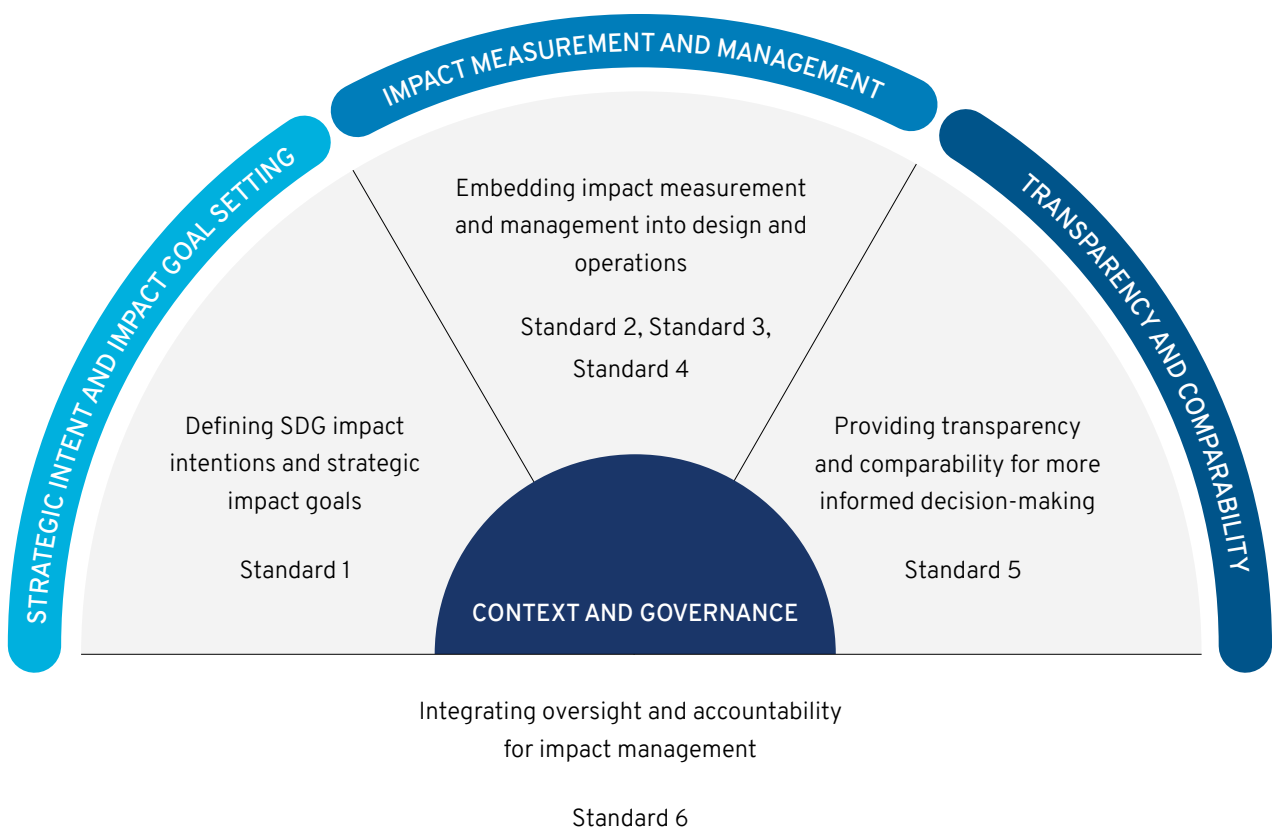 STRATEGIC INTENT AND IMPACT GOAL SETTING
Defining SDG impact
intentions and strategic
impact goals
Standard 1
IMPACT MEASUREMENT AND MANAGEMENT
Embedding impact measurement
and management into design and
operations
Standard 2, Standard 3,
Standard 4
TRANSPARENCY AND COMPARABILITY
Providing transparency
and comparability for more
informed decision-making
Standard 5
CONTEXT AND GOVERNANCE
Integrating oversight and accountability
for impact management
Standard 6